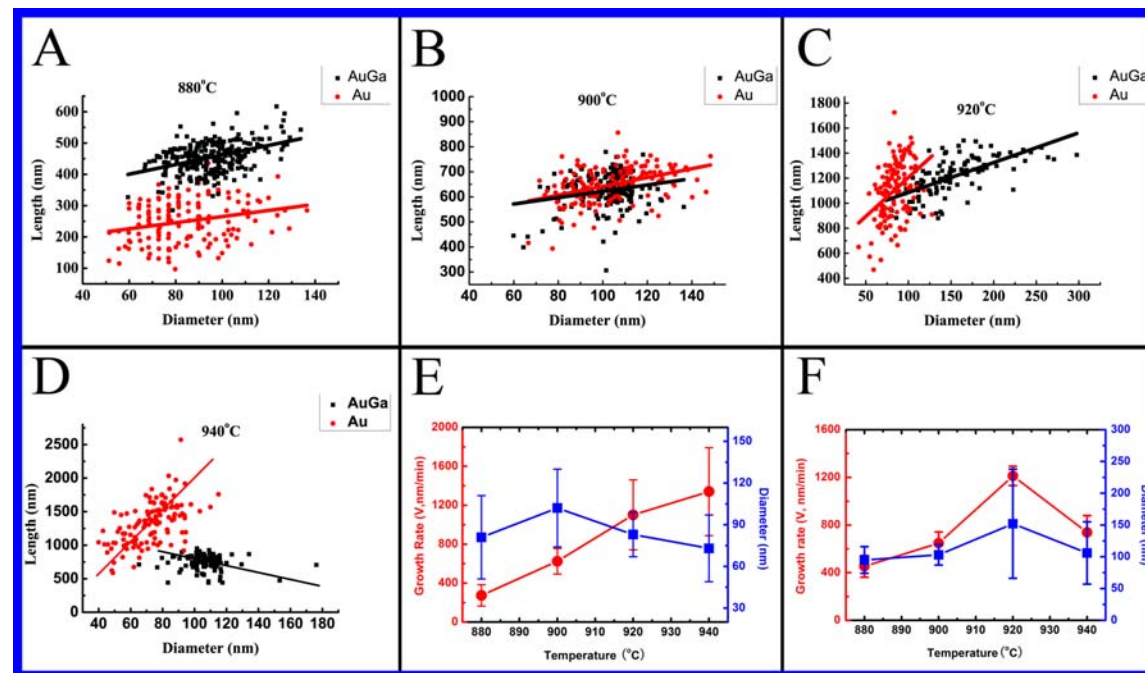 A
880°C
AuGa
Au
600
500
400
300
200
100
40 60 80 100 120 140
Length (nm)
Diameter (nm)
B
900°C
AuGa
Au
1000
900
800
700
600
500
400
300
40 60 80 100 120 140 160
Length (nm)
Diameter (nm)
C
920°C
AuGa
Au
1800
1600
1400
1200
1000
800
600
400
50 100 150 200 250 300
Length (nm)
Diameter (nm)
D
940°C
AuGa
Au
2500
2000
1500
1000
500
0
40 60 80 100 120 140 160 180
Length (nm)
Diameter (nm)
E
2000
1600
1200
800
400
0
Growth Rate (V,nm/min)
150
120
90
60
30
Diameter (nm)
880 890 900 910 920 930 940
Temperature (°C)
F
1600
1200
800
400
0
Growth rate (V, nm/min)
300
250
200
150
100
50
0
880 890 900 910 920 930 940
Temperature (°C)